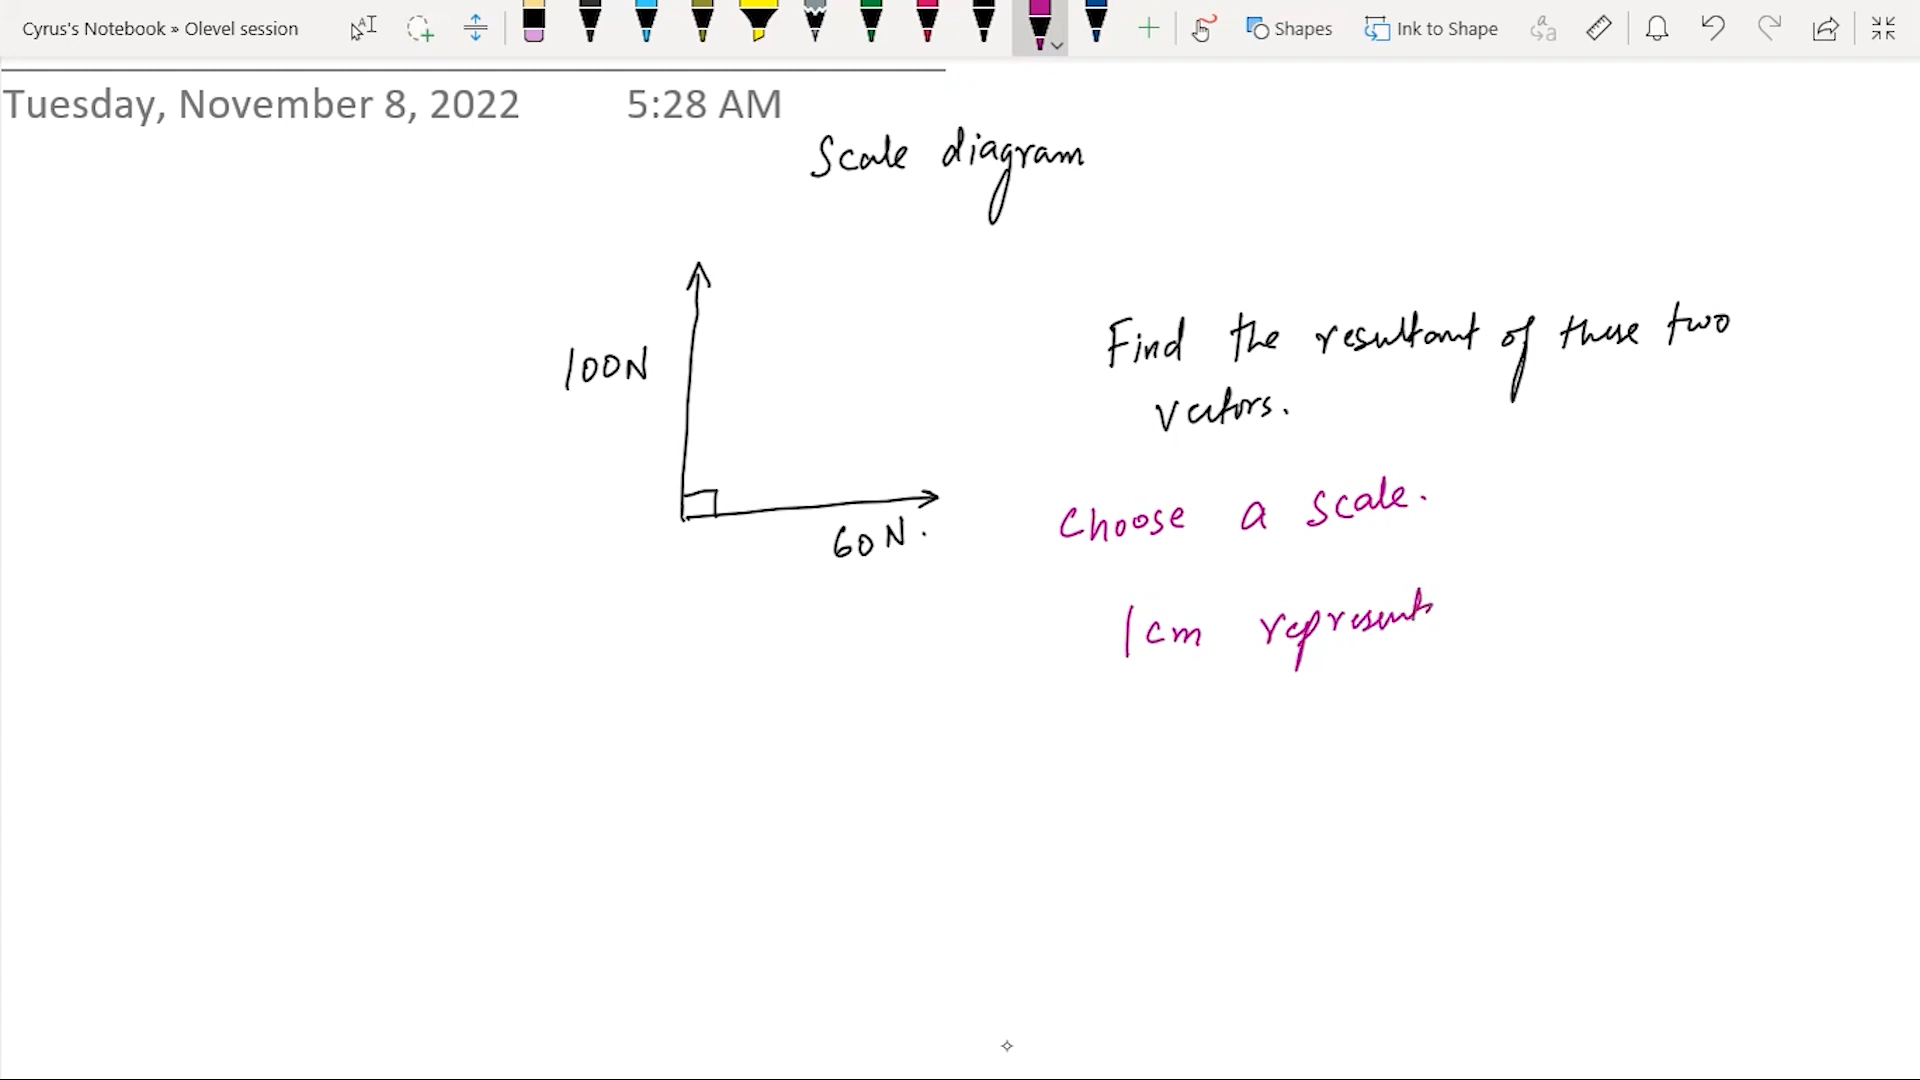 Cyrus's Notebook » Olevel session
Shapes
Ink to Shape
Tuesday, November 8, 2022 5:28 AM
Scale diagram
100N
60N.
Find the resultant of these two
vectors.
Choose a scale.
1cm represents